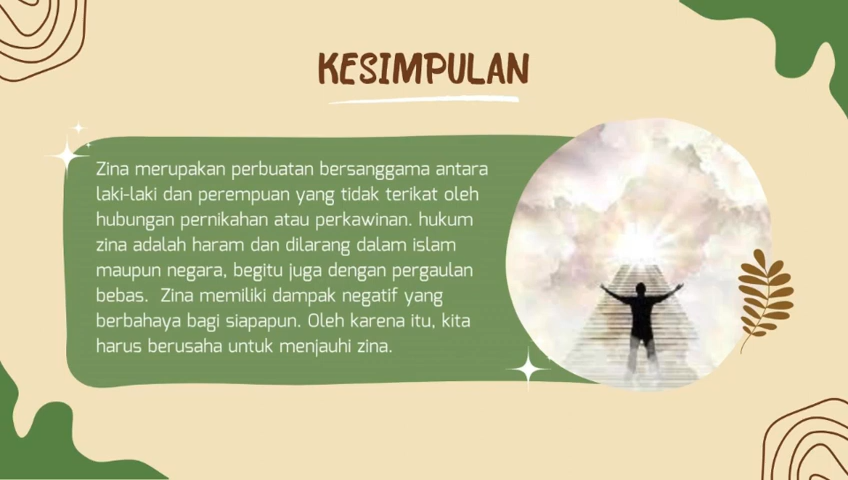 KESIMPULAN
Zina merupakan perbuatan bersanggama antara
laki-laki dan perempuan yang tidak terikat oleh
hubungan pernikahan atau perkawinan. hukum
zina adalah haram dan dilarang dalam islam
maupun negara, begitu juga dengan pergaulan
bebas.  Zina memiliki dampak negatif yang
berbahaya bagi siapapun. Oleh karena itu, kita
harus berusaha untuk menjauhi zina.